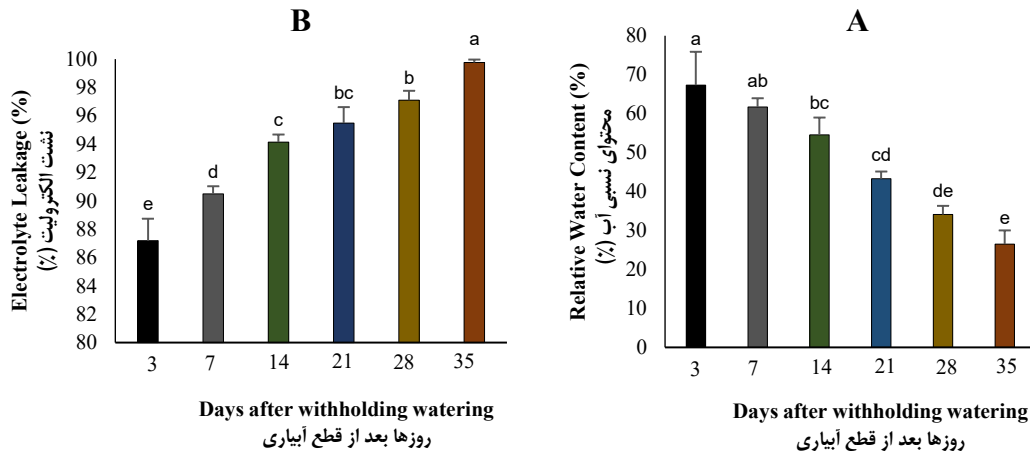 B
Electrolyte Leakage (%)
نشت الکترولیت (%)
100
98
96
94
92
90
88
86
84
82
80
e
d
c
bc
b
a
3 7 14 21 28 35
Days after withholding watering
روزها بعد از قطع آبیاری
A
Relative Water Content (%)
محتوای نسبی آب (%)
80
70
60
50
40
30
20
10
0
a
ab
bc
cd
de
e
3 7 14 21 28 35
Days after withholding watering
روزها بعد از قطع آبیاری